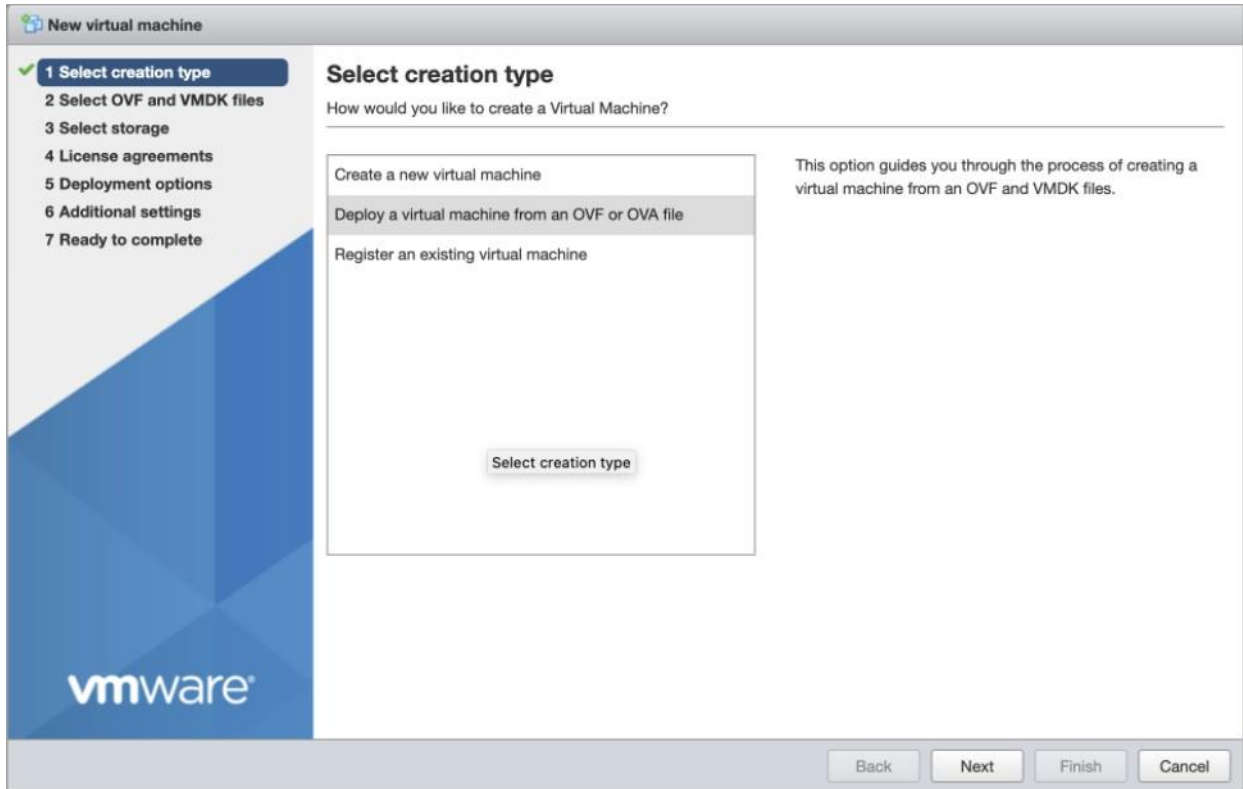 New virtual machine
1 Select creation type
2 Select OVF and VMDK files
3 Select storage
4 License agreements
5 Deployment options
6 Additional settings
7 Ready to complete
vmware®
Select creation type
How would you like to create a Virtual Machine?
Create a new virtual machine
Deploy a virtual machine from an OVF or OVA file
Register an existing virtual machine
Select creation type
This option guides you through the process of creating a
virtual machine from an OVF and VMDK files.
Back
Next
Finish
Cancel